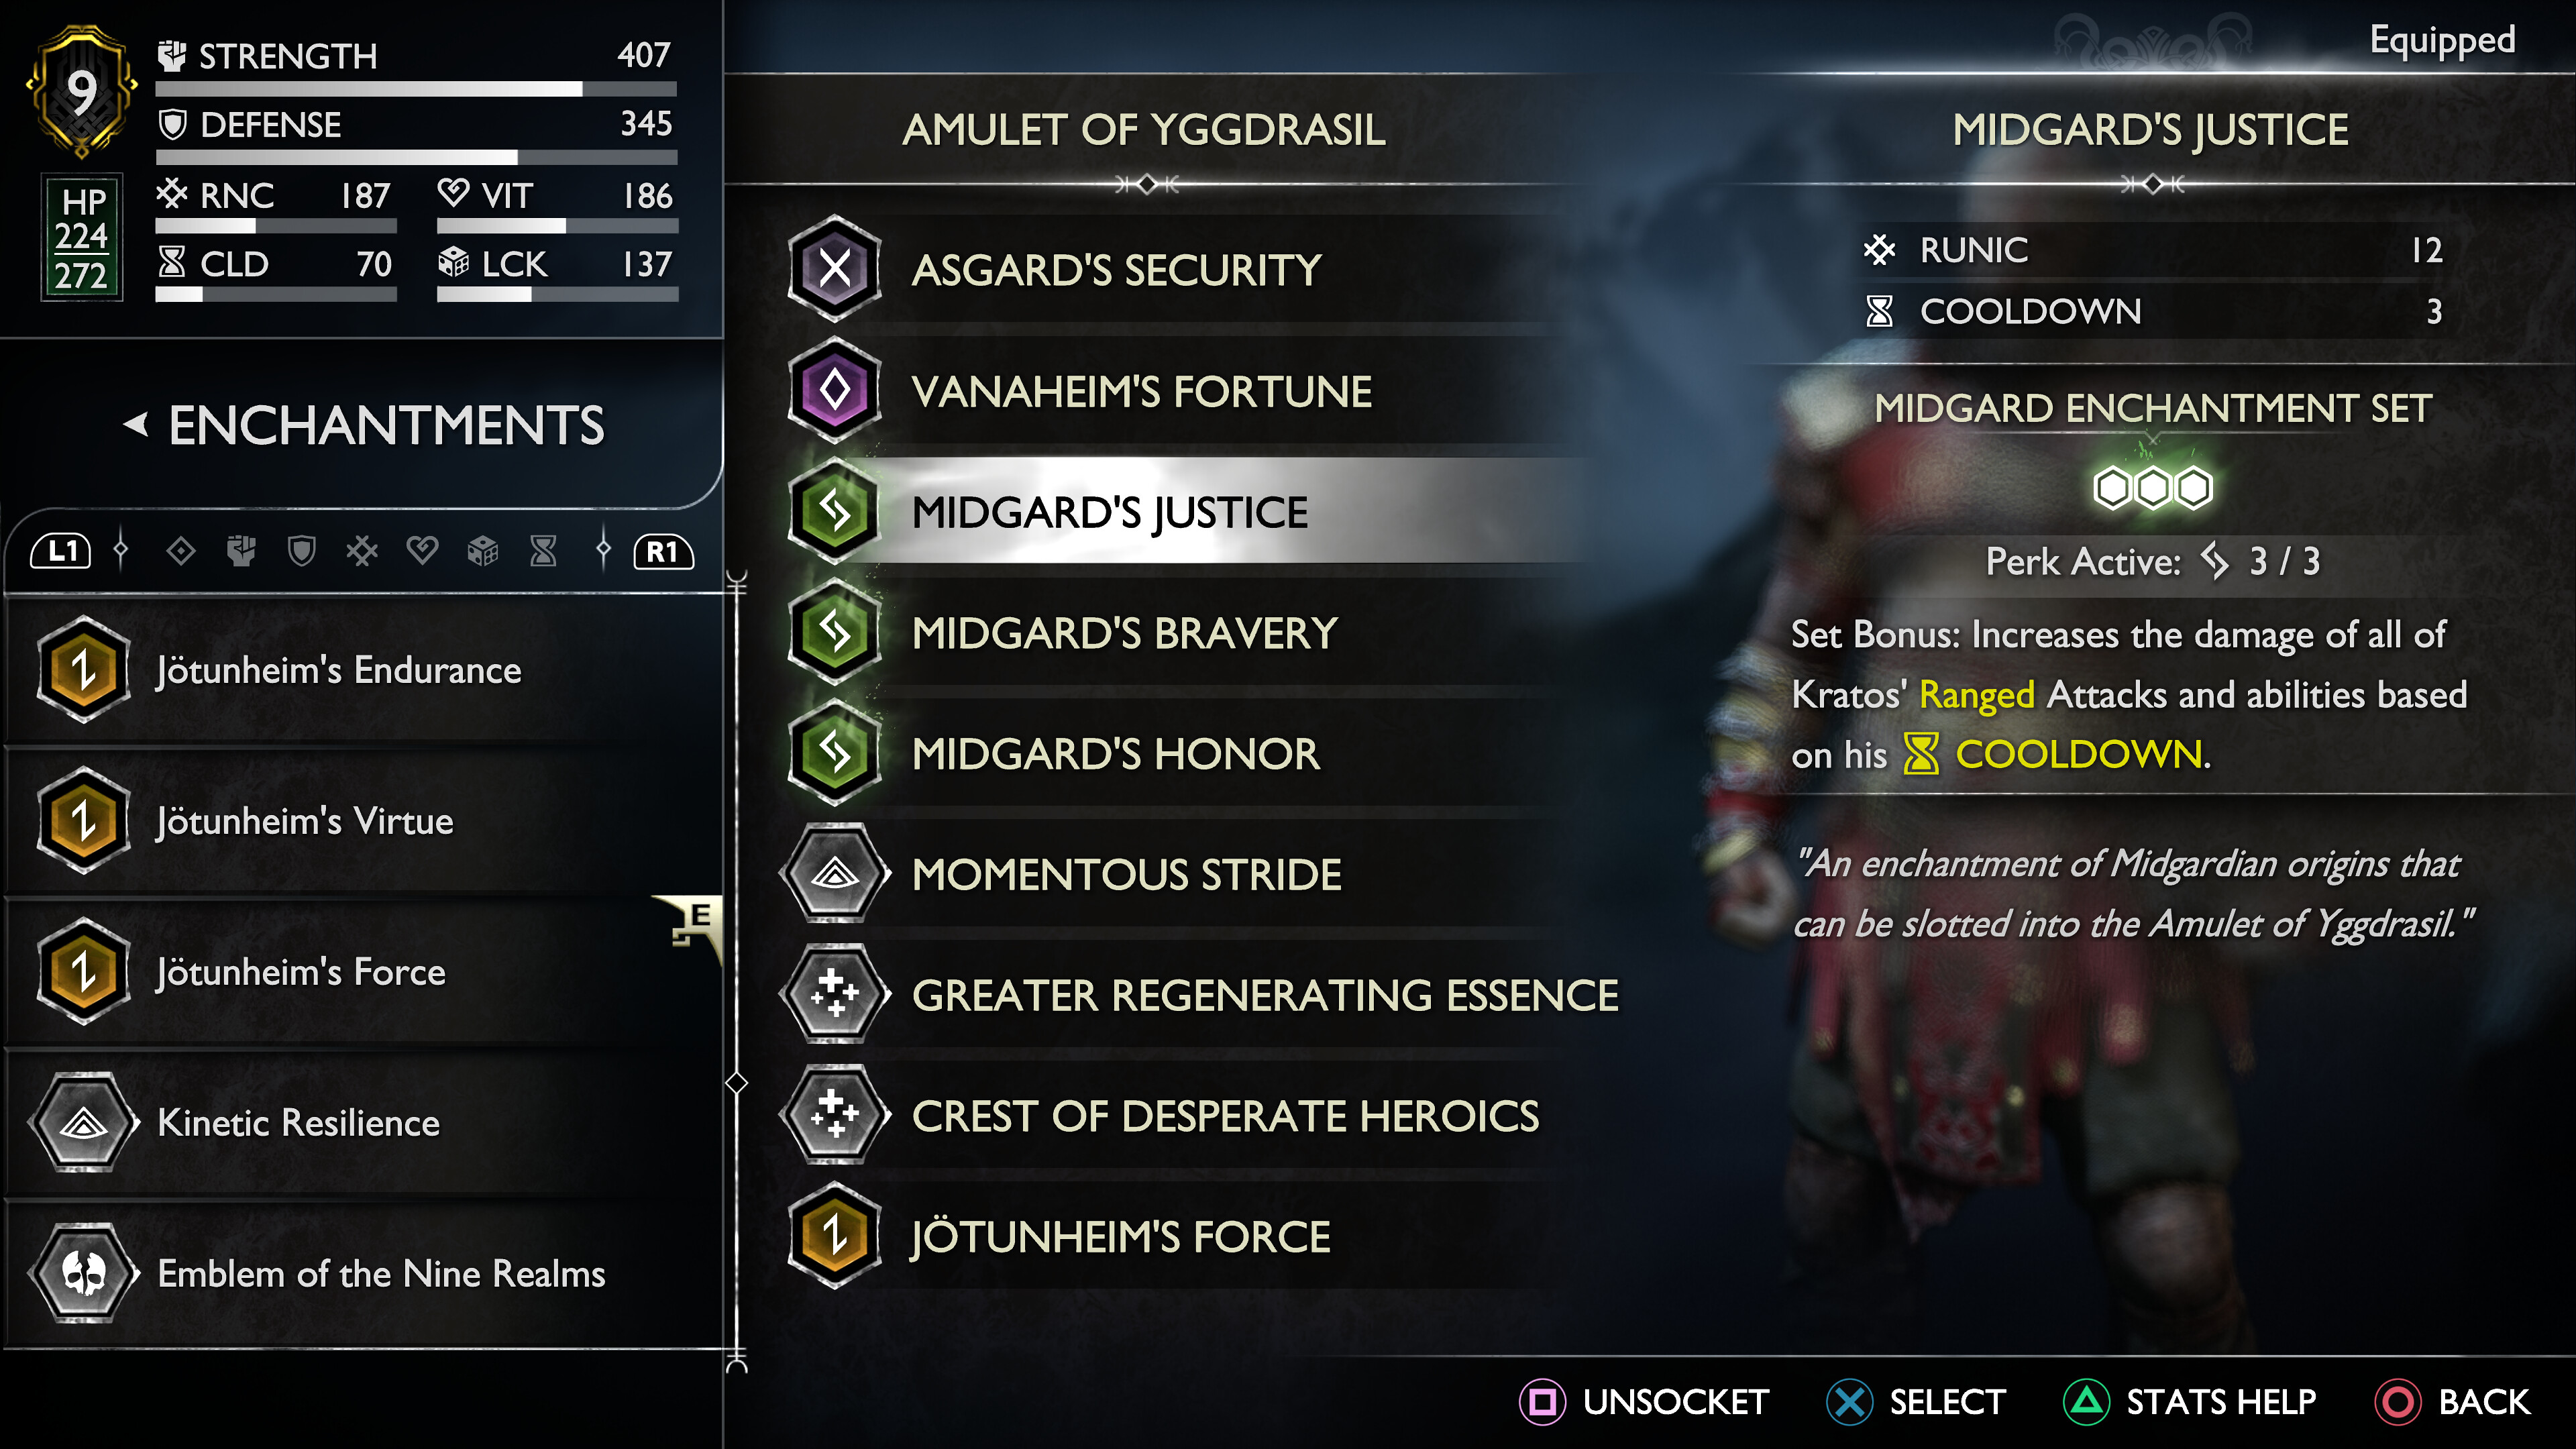 9
STRENGTH 407
DEFENSE 345
HP 224 272
RNC 187 VIT 186
CLD 70 LCK 137
ENCHANTMENTS
L1 R1
Jötunheim's Endurance
Jötunheim's Virtue
Jötunheim's Force
E
Kinetic Resilience
Emblem of the Nine Realms
AMULET OF YGGDRASIL
ASGARD'S SECURITY
VANAHEIM'S FORTUNE
MIDGARD'S JUSTICE
MIDGARD'S BRAVERY
MIDGARD'S HONOR
MOMENTOUS STRIDE
GREATER REGENERATING ESSENCE
CREST OF DESPERATE HEROICS
JÖTUNHEIM'S FORCE
Equipped
MIDGARD'S JUSTICE
RUNIC 12
COOLDOWN 3
MIDGARD ENCHANTMENT SET
Perk Active: 3 / 3
Set Bonus: Increases the damage of all of
Kratos' Ranged Attacks and abilities based
on his COOLDOWN.
"An enchantment of Midgardian origins that
can be slotted into the Amulet of Yggdrasil."
UNSOCKET SELECT STATS HELP BACK